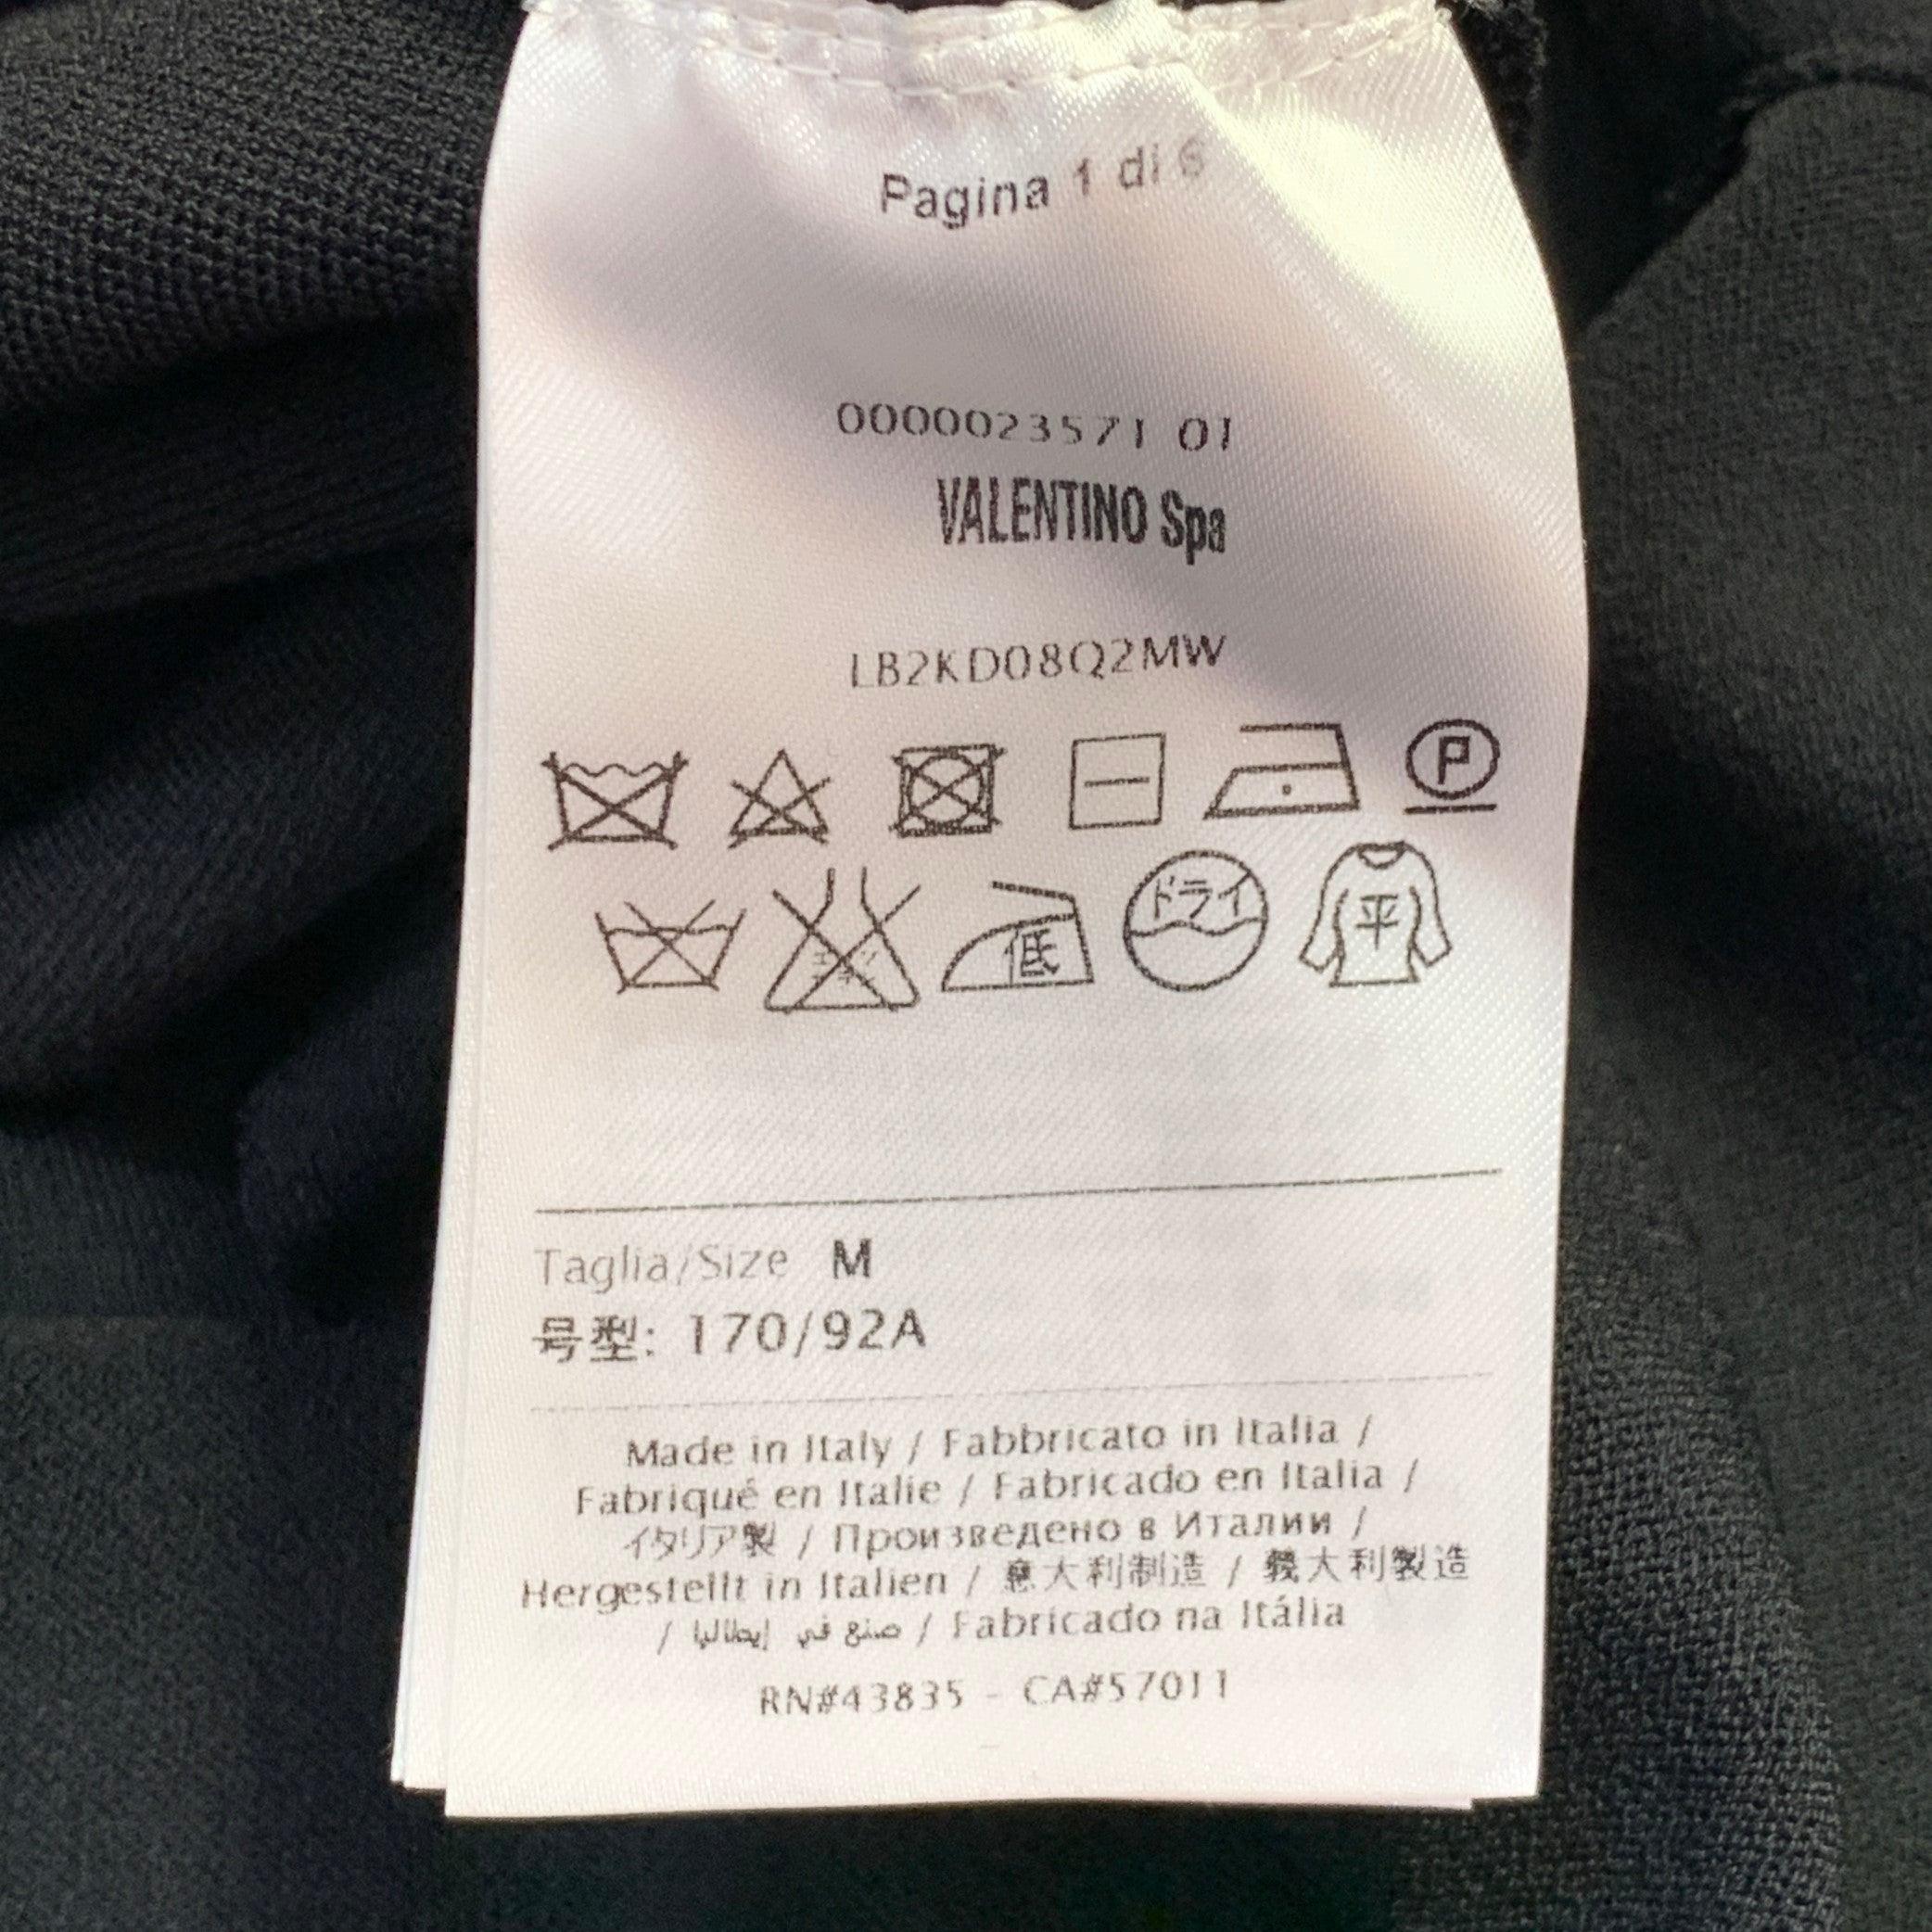 Pagina 1 di 6
0000023571 01
VALENTINO Spa
LB2KD08Q2MW
P
低 ドライ 平
Taglia/Size M
号型: 170/92A
Made in Italy / Fabbricato in Italia /
Fabriqué en Italie / Fabricado en Italia /
イタリア製 / Произведено в Италии /
Hergestellt in Italien / 意大利制造 / 義大利製造
/ صنع في إيطاليا / Fabricado na Itália
RN#43835 - CA#57011